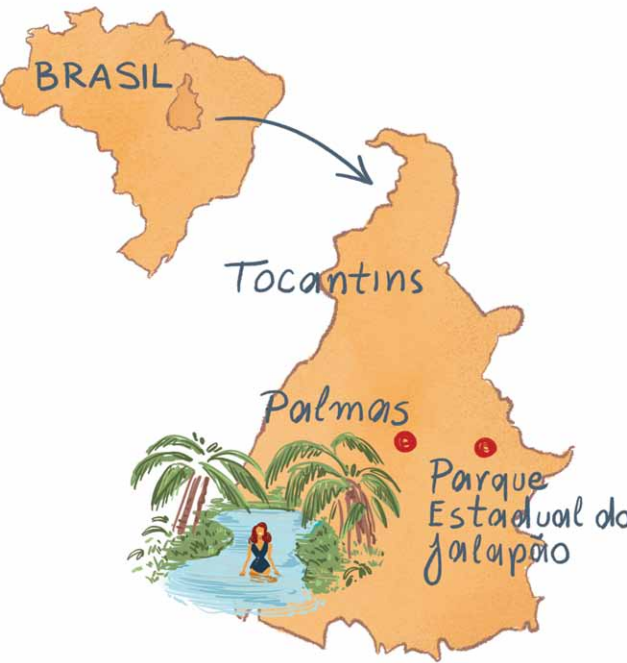 BRASIL
Tocantins
Palmas
Parque
Estadual do
Jalapão